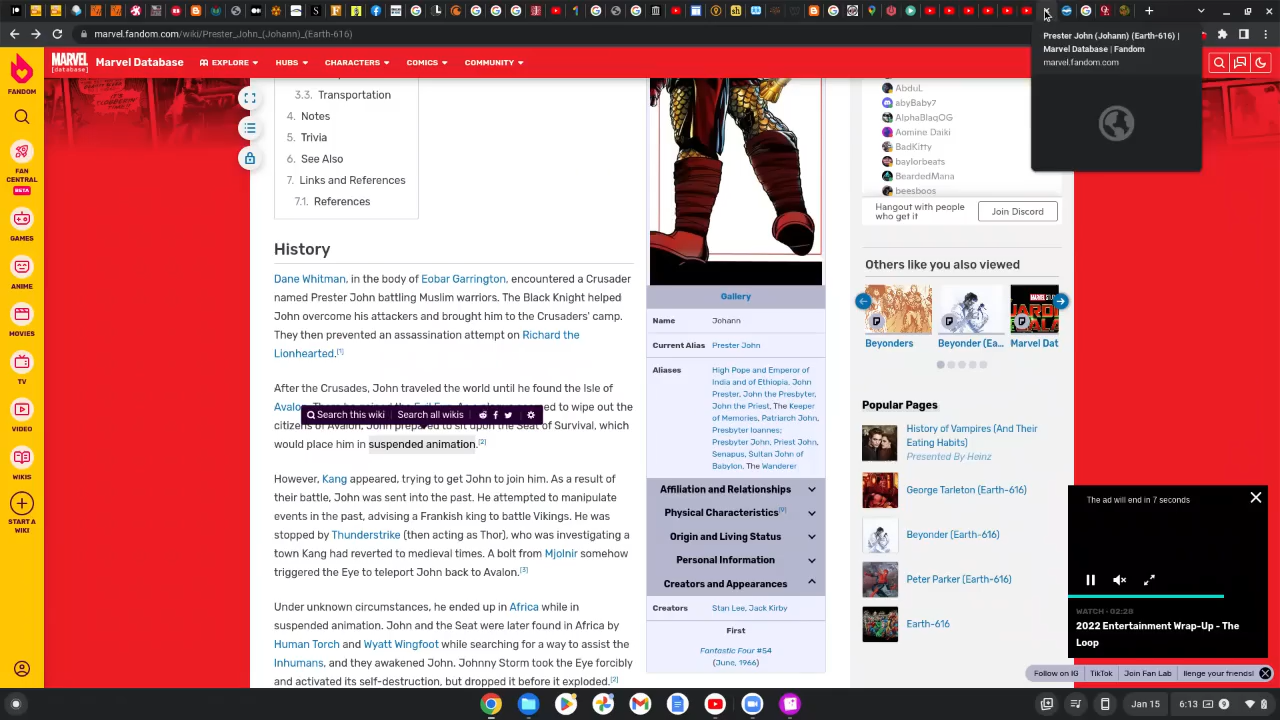 marvel.fandom.com/wiki/Prester_John_(Johann)_(Earth-616)
Prester John (Johann) (Earth-616) |
Marvel Database | Fandom
marvel.fandom.com
FANDOM
FAN
CENTRAL
BETA
GAMES
ANIME
MOVIES
TV
VIDEO
WIKIS
START A
WIKI
MARVEL
[database]
Marvel Database
EXPLORE
HUBS
CHARACTERS
COMICS
COMMUNITY
3.3. Transportation
4. Notes
5. Trivia
6. See Also
7. Links and References
7.1. References
History
Dane Whitman, in the body of Eobar Garrington, encountered a Crusader
named Prester John battling Muslim warriors. The Black Knight helped
John overcome his attackers and brought him to the Crusaders' camp.
They then prevented an assassination attempt on Richard the
Lionhearted.[1]
After the Crusades, John traveled the world until he found the Isle of
Search this wiki
Search all wikis
to wipe out the
citizens of Avalon, John prepared to sit upon the Seat of Survival, which
would place him in suspended animation.[2]
However, Kang appeared, trying to get John to join him. As a result of
their battle, John was sent into the past. He attempted to manipulate
events in the past, advising a Frankish king to battle Vikings. He was
stopped by Thunderstrike (then acting as Thor), who was investigating a
town Kang had reverted to medieval times. A bolt from Mjolnir somehow
triggered the Eye to teleport John back to Avalon.[3]
Under unknown circumstances, he ended up in Africa while in
suspended animation. John and the Seat were later found in Africa by
Human Torch and Wyatt Wingfoot while searching for a way to assist the
Inhumans, and they awakened John. Johnny Storm took the Eye forcibly
and activated its self-destruction, but dropped it before it exploded.[2]
Gallery
Name Johann
Current Alias Prester John
Aliases High Pope and Emperor of
India and of Ethiopia, John
Prester, John the Presbyter,
John the Priest, The Keeper
of Memories, Patriarch John,
Presbyter Ioannes;
Presbyter John, Priest John,
Senapus, Sultan John of
Babylon, The Wanderer
Affiliation and Relationships
Physical Characteristics
Origin and Living Status
Personal Information
Creators and Appearances
Creators Stan Lee, Jack Kirby
First
Fantastic Four #54
(June, 1966)
AbduL
abyBaby7
AlphaBlaqOG
Aomine Daiki
BadKitty
baylorbeats
BeardedMana
beesboos
Hangout with people
who get it
Join Discord
Others like you also viewed
Beyonders
Beyonder (Ea...
Marvel Dat
Popular Pages
History of Vampires (And Their
Eating Habits)
Presented By Heinz
George Tarleton (Earth-616)
Beyonder (Earth-616)
Peter Parker (Earth-616)
Earth-616
The ad will end in 7 seconds
WATCH • 02:28
2022 Entertainment Wrap-Up - The
Loop
Follow on IG
TikTok
Join Fan Lab
llenge your friends!
Jan 15
6:13